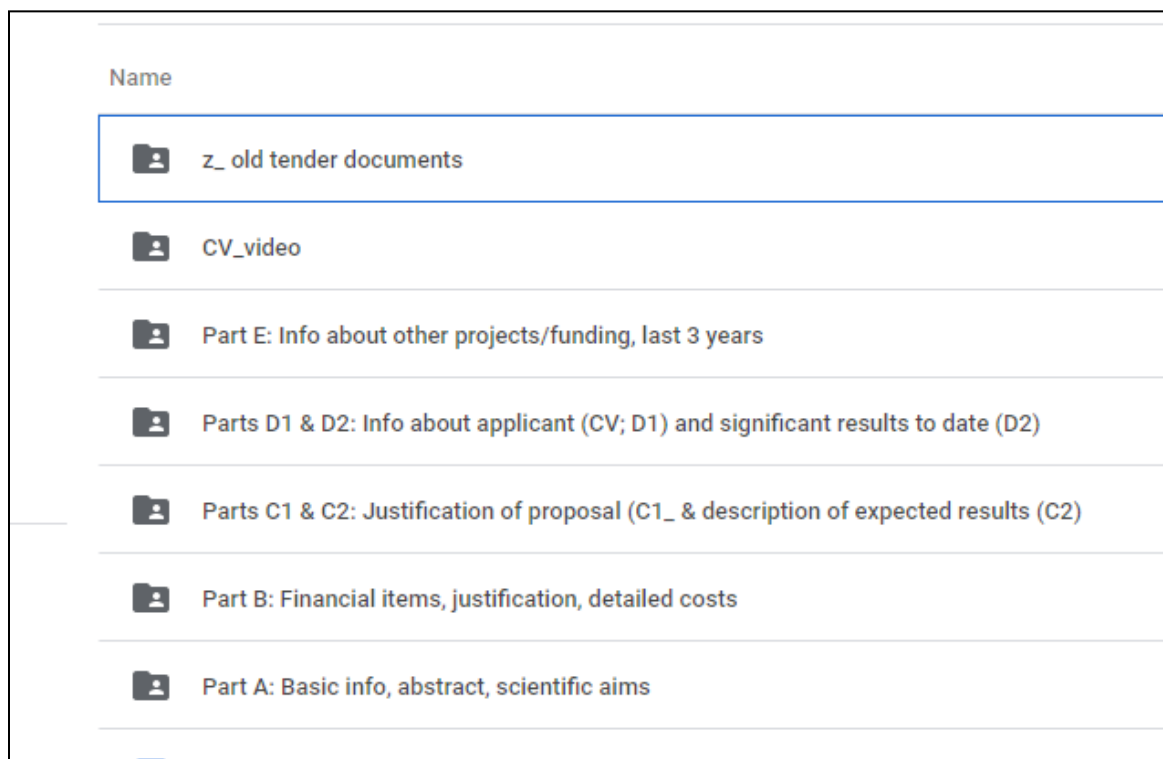 Name
z_ old tender documents
CV_video
Part E: Info about other projects/funding, last 3 years
Parts D1 & D2: Info about applicant (CV; D1) and significant results to date (D2)
Parts C1 & C2: Justification of proposal (C1_ & description of expected results (C2)
Part B: Financial items, justification, detailed costs
Part A: Basic info, abstract, scientific aims